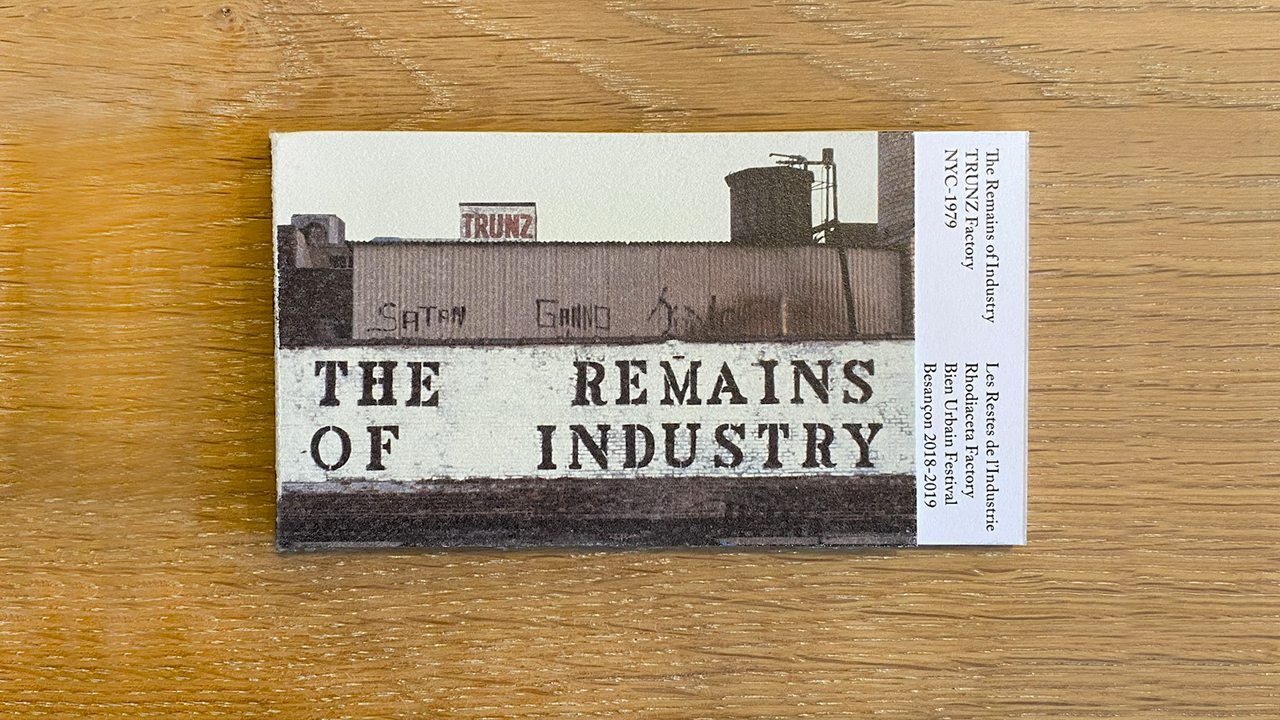 TRUNZ
SATAN GANNO
THE REMAINS
OF INDUSTRY
The Remains of Industry
TRUNZ Factory
NYC-1979
Les Restes de l'Industrie
Rhodiaceta Factory
Bien Urbain Festival
Besançon 2018-2019